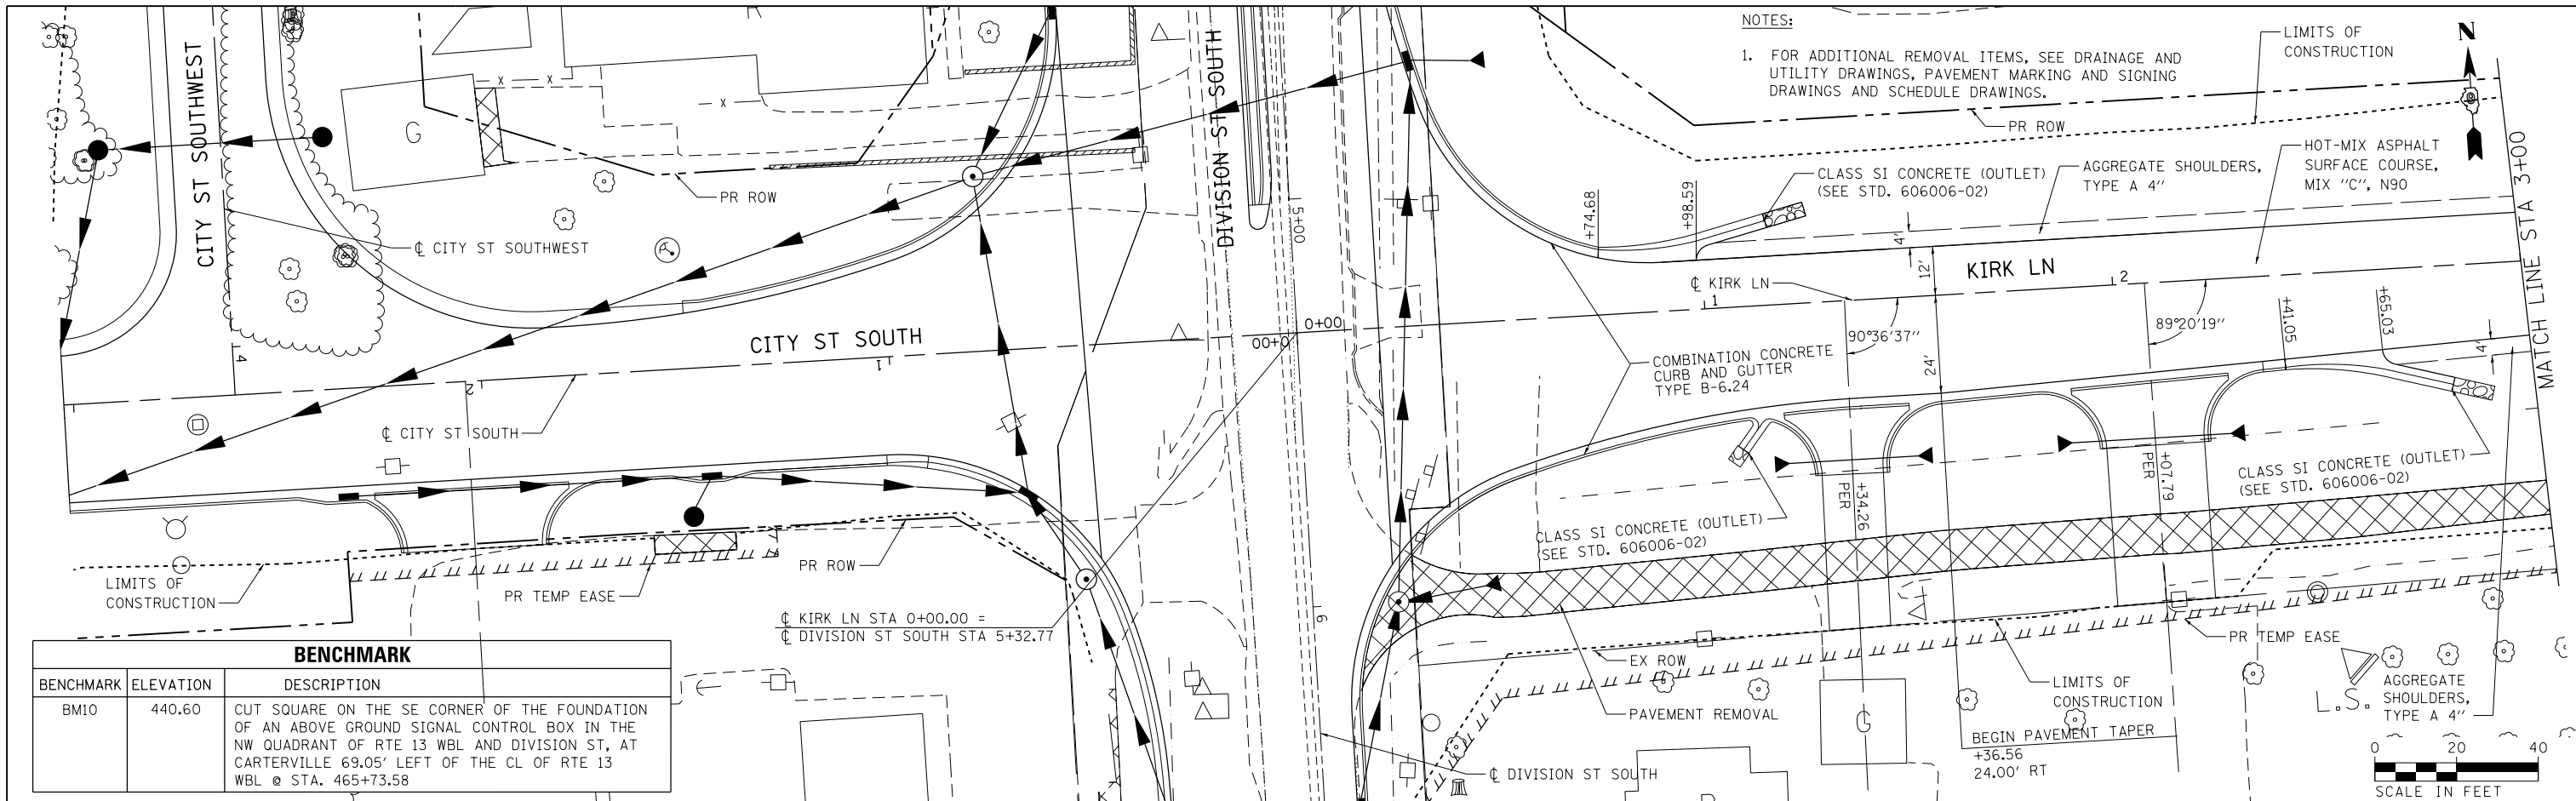 NOTES:
1. FOR ADDITIONAL REMOVAL ITEMS, SEE DRAINAGE AND
UTILITY DRAWINGS, PAVEMENT MARKING AND SIGNING
DRAWINGS AND SCHEDULE DRAWINGS.
LIMITS OF
CONSTRUCTION
N
PR ROW
CITY ST SOUTHWEST
G
PR ROW
DIVISION ST SOUTH
CLASS SI CONCRETE (OUTLET)
(SEE STD. 606006-02)
AGGREGATE SHOULDERS,
TYPE A 4"
HOT-MIX ASPHALT
SURFACE COURSE,
MIX "C", N90
MATCH LINE STA 3+00
℄ CITY ST SOUTHWEST
5+00
+74.68
+98.59
4'
12'
KIRK LN
℄ KIRK LN
1
2
CITY ST SOUTH
0+00
0+00
90°36'37"
89°20'19"
+41.05
+65.03
4'
4
2
1
24'
COMBINATION CONCRETE
CURB AND GUTTER
TYPE B-6.24
℄ CITY ST SOUTH
+34.26
PER
+07.79
PER
CLASS SI CONCRETE (OUTLET)
(SEE STD. 606006-02)
CLASS SI CONCRETE (OUTLET)
(SEE STD. 606006-02)
LIMITS OF
CONSTRUCTION
PR TEMP EASE
PR ROW
℄ KIRK LN STA 0+00.00 =
℄ DIVISION ST SOUTH STA 5+32.77
6
EX ROW
PAVEMENT REMOVAL
℄ DIVISION ST SOUTH
G
PR TEMP EASE
LIMITS OF
CONSTRUCTION
L.S.
AGGREGATE
SHOULDERS,
TYPE A 4"
BEGIN PAVEMENT TAPER
+36.56
24.00' RT
0 20 40
SCALE IN FEET
BENCHMARK
BENCHMARK ELEVATION DESCRIPTION
BM10 440.60 CUT SQUARE ON THE SE CORNER OF THE FOUNDATION
OF AN ABOVE GROUND SIGNAL CONTROL BOX IN THE
NW QUADRANT OF RTE 13 WBL AND DIVISION ST, AT
CARTERVILLE 69.05' LEFT OF THE CL OF RTE 13
WBL @ STA. 465+73.58